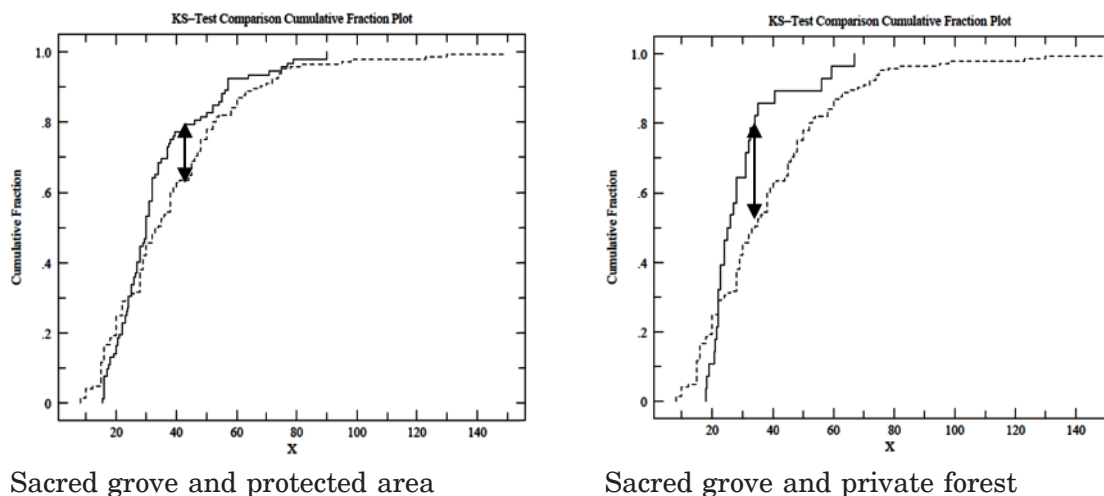 KS–Test Comparison Cumulative Fraction Plot
1.0
.8
.6
.4
.2
0
Cumulative Fraction
20 40 60 80 100 120 140
X
Sacred grove and protected area
KS–Test Comparison Cumulative Fraction Plot
1.0
.8
.6
.4
.2
0
Cumulative Fraction
20 40 60 80 100 120 140
X
Sacred grove and private forest